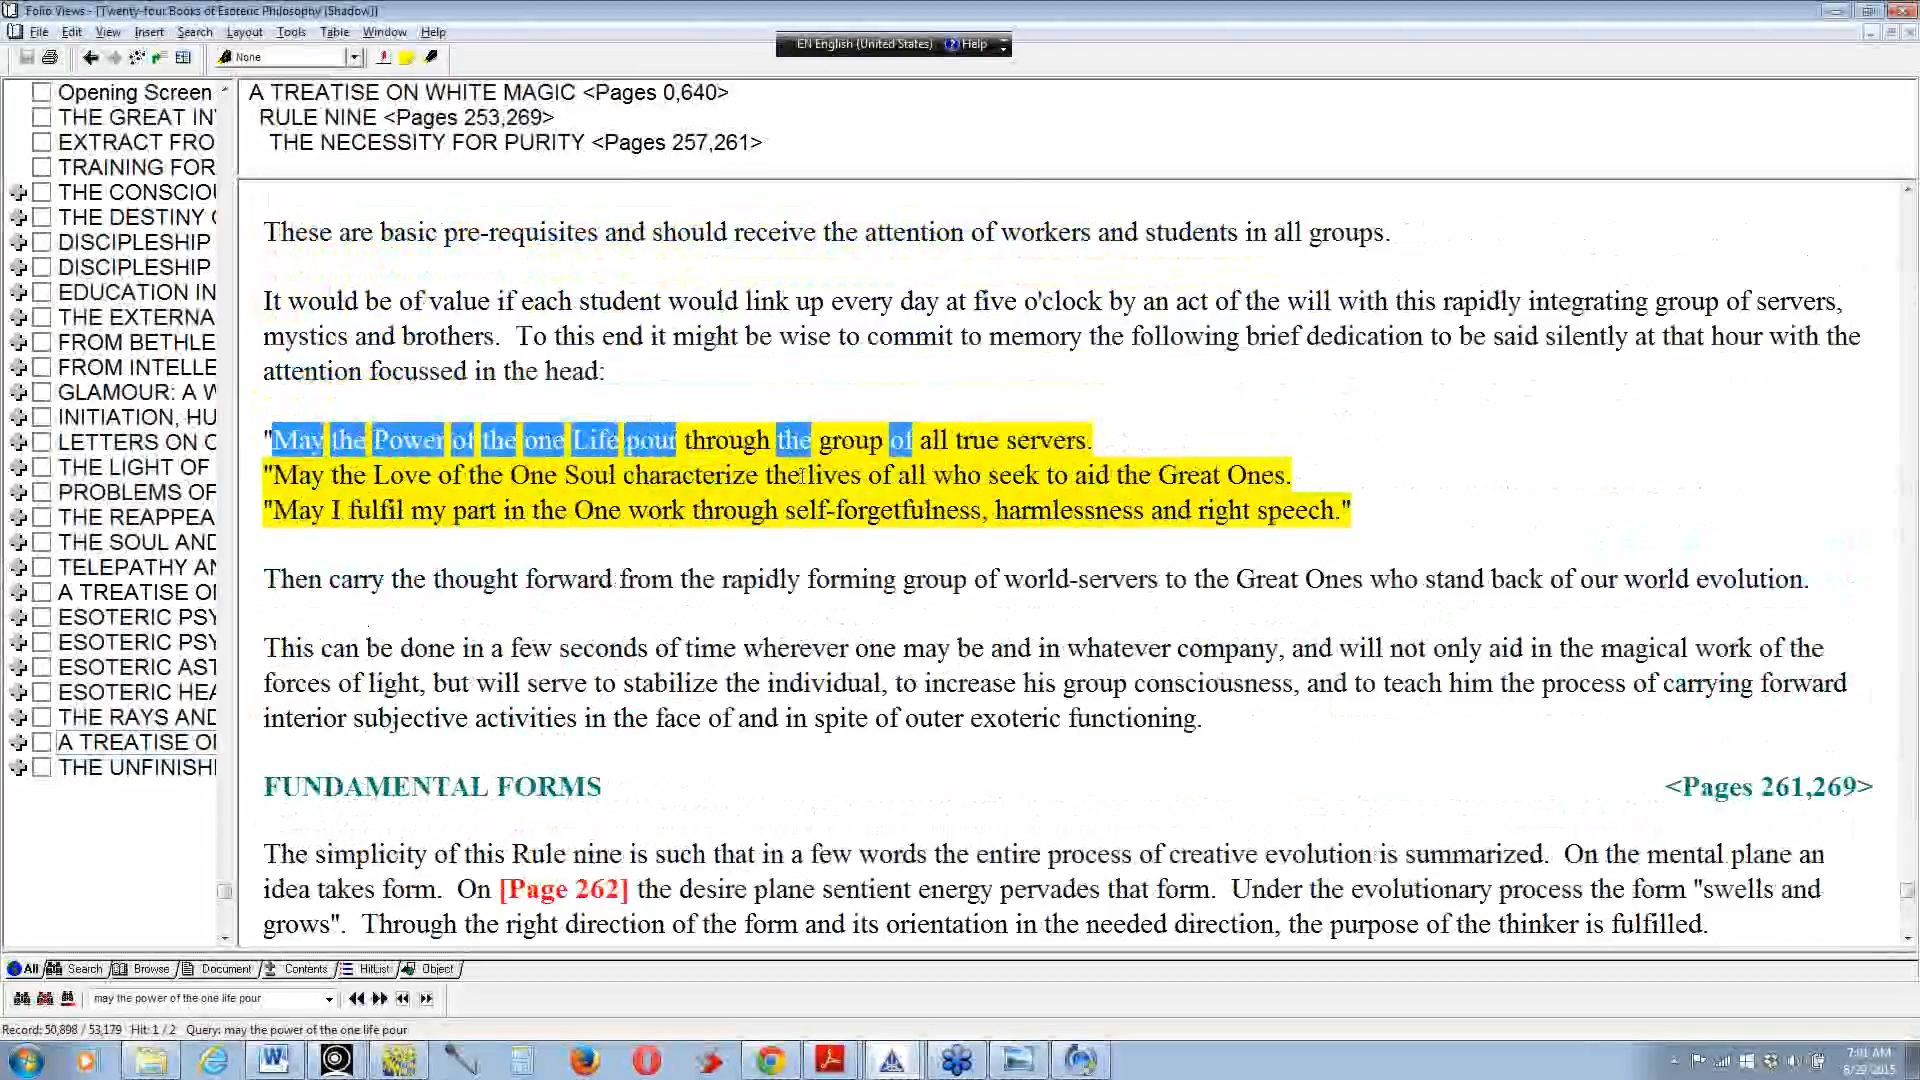 Folio Views - [Twenty-four Books of Esoteric Philosophy (Shadow)]
File Edit View Insert Search Layout Tools Table Window Help
EN English (United States) Help
None
Opening Screen
THE GREAT IN
EXTRACT FRO
TRAINING FOR
THE CONSCIOU
THE DESTINY
DISCIPLESHIP
DISCIPLESHIP
EDUCATION IN
THE EXTERNA
FROM BETHLE
FROM INTELLE
GLAMOUR: A W
INITIATION, HU
LETTERS ON O
THE LIGHT OF
PROBLEMS OF
THE REAPPEA
THE SOUL AND
TELEPATHY AN
A TREATISE O
ESOTERIC PSY
ESOTERIC PSY
ESOTERIC AST
ESOTERIC HEA
THE RAYS AND
A TREATISE O
THE UNFINISH
A TREATISE ON WHITE MAGIC <Pages 0,640>
RULE NINE <Pages 253,269>
THE NECESSITY FOR PURITY <Pages 257,261>
These are basic pre-requisites and should receive the attention of workers and students in all groups.
It would be of value if each student would link up every day at five o'clock by an act of the will with this rapidly integrating group of servers,
mystics and brothers. To this end it might be wise to commit to memory the following brief dedication to be said silently at that hour with the
attention focussed in the head:
"May the Power of the one Life pour through the group of all true servers.
"May the Love of the One Soul characterize the lives of all who seek to aid the Great Ones.
"May I fulfil my part in the One work through self-forgetfulness, harmlessness and right speech."
Then carry the thought forward from the rapidly forming group of world-servers to the Great Ones who stand back of our world evolution.
This can be done in a few seconds of time wherever one may be and in whatever company, and will not only aid in the magical work of the
forces of light, but will serve to stabilize the individual, to increase his group consciousness, and to teach him the process of carrying forward
interior subjective activities in the face of and in spite of outer exoteric functioning.
FUNDAMENTAL FORMS <Pages 261,269>
The simplicity of this Rule nine is such that in a few words the entire process of creative evolution is summarized. On the mental plane an
idea takes form. On [Page 262] the desire plane sentient energy pervades that form. Under the evolutionary process the form "swells and
grows". Through the right direction of the form and its orientation in the needed direction, the purpose of the thinker is fulfilled.
All Search Browse Document Contents HitList Object
may the power of the one life pour
Record: 50,898 / 53,179 Hit: 1 / 2 Query: may the power of the one life pour
7:01 AM
8/29/2015